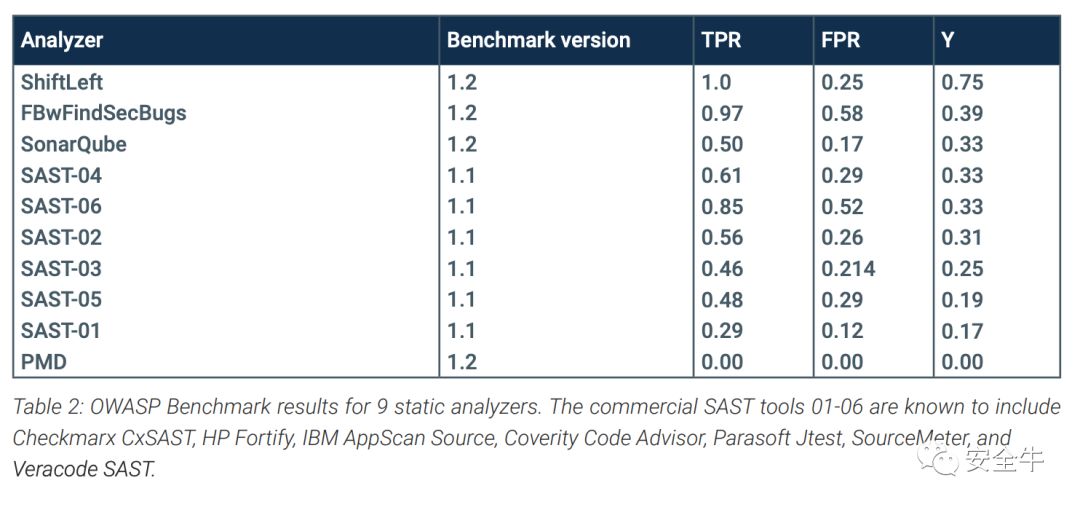 Analyzer Benchmark version TPR FPR Y
ShiftLeft 1.2 1.0 0.25 0.75
FBwFindSecBugs 1.2 0.97 0.58 0.39
SonarQube 1.2 0.50 0.17 0.33
SAST-04 1.1 0.61 0.29 0.33
SAST-06 1.1 0.85 0.52 0.33
SAST-02 1.1 0.56 0.26 0.31
SAST-03 1.1 0.46 0.214 0.25
SAST-05 1.1 0.48 0.29 0.19
SAST-01 1.1 0.29 0.12 0.17
PMD 1.2 0.00 0.00 0.00
Table 2: OWASP Benchmark results for 9 static analyzers. The commercial SAST tools 01-06 are known to include
Checkmarx CxSAST, HP Fortify, IBM AppScan Source, Coverity Code Advisor, Parasoft Jtest, SourceMeter, and
Veracode SAST.
安全牛